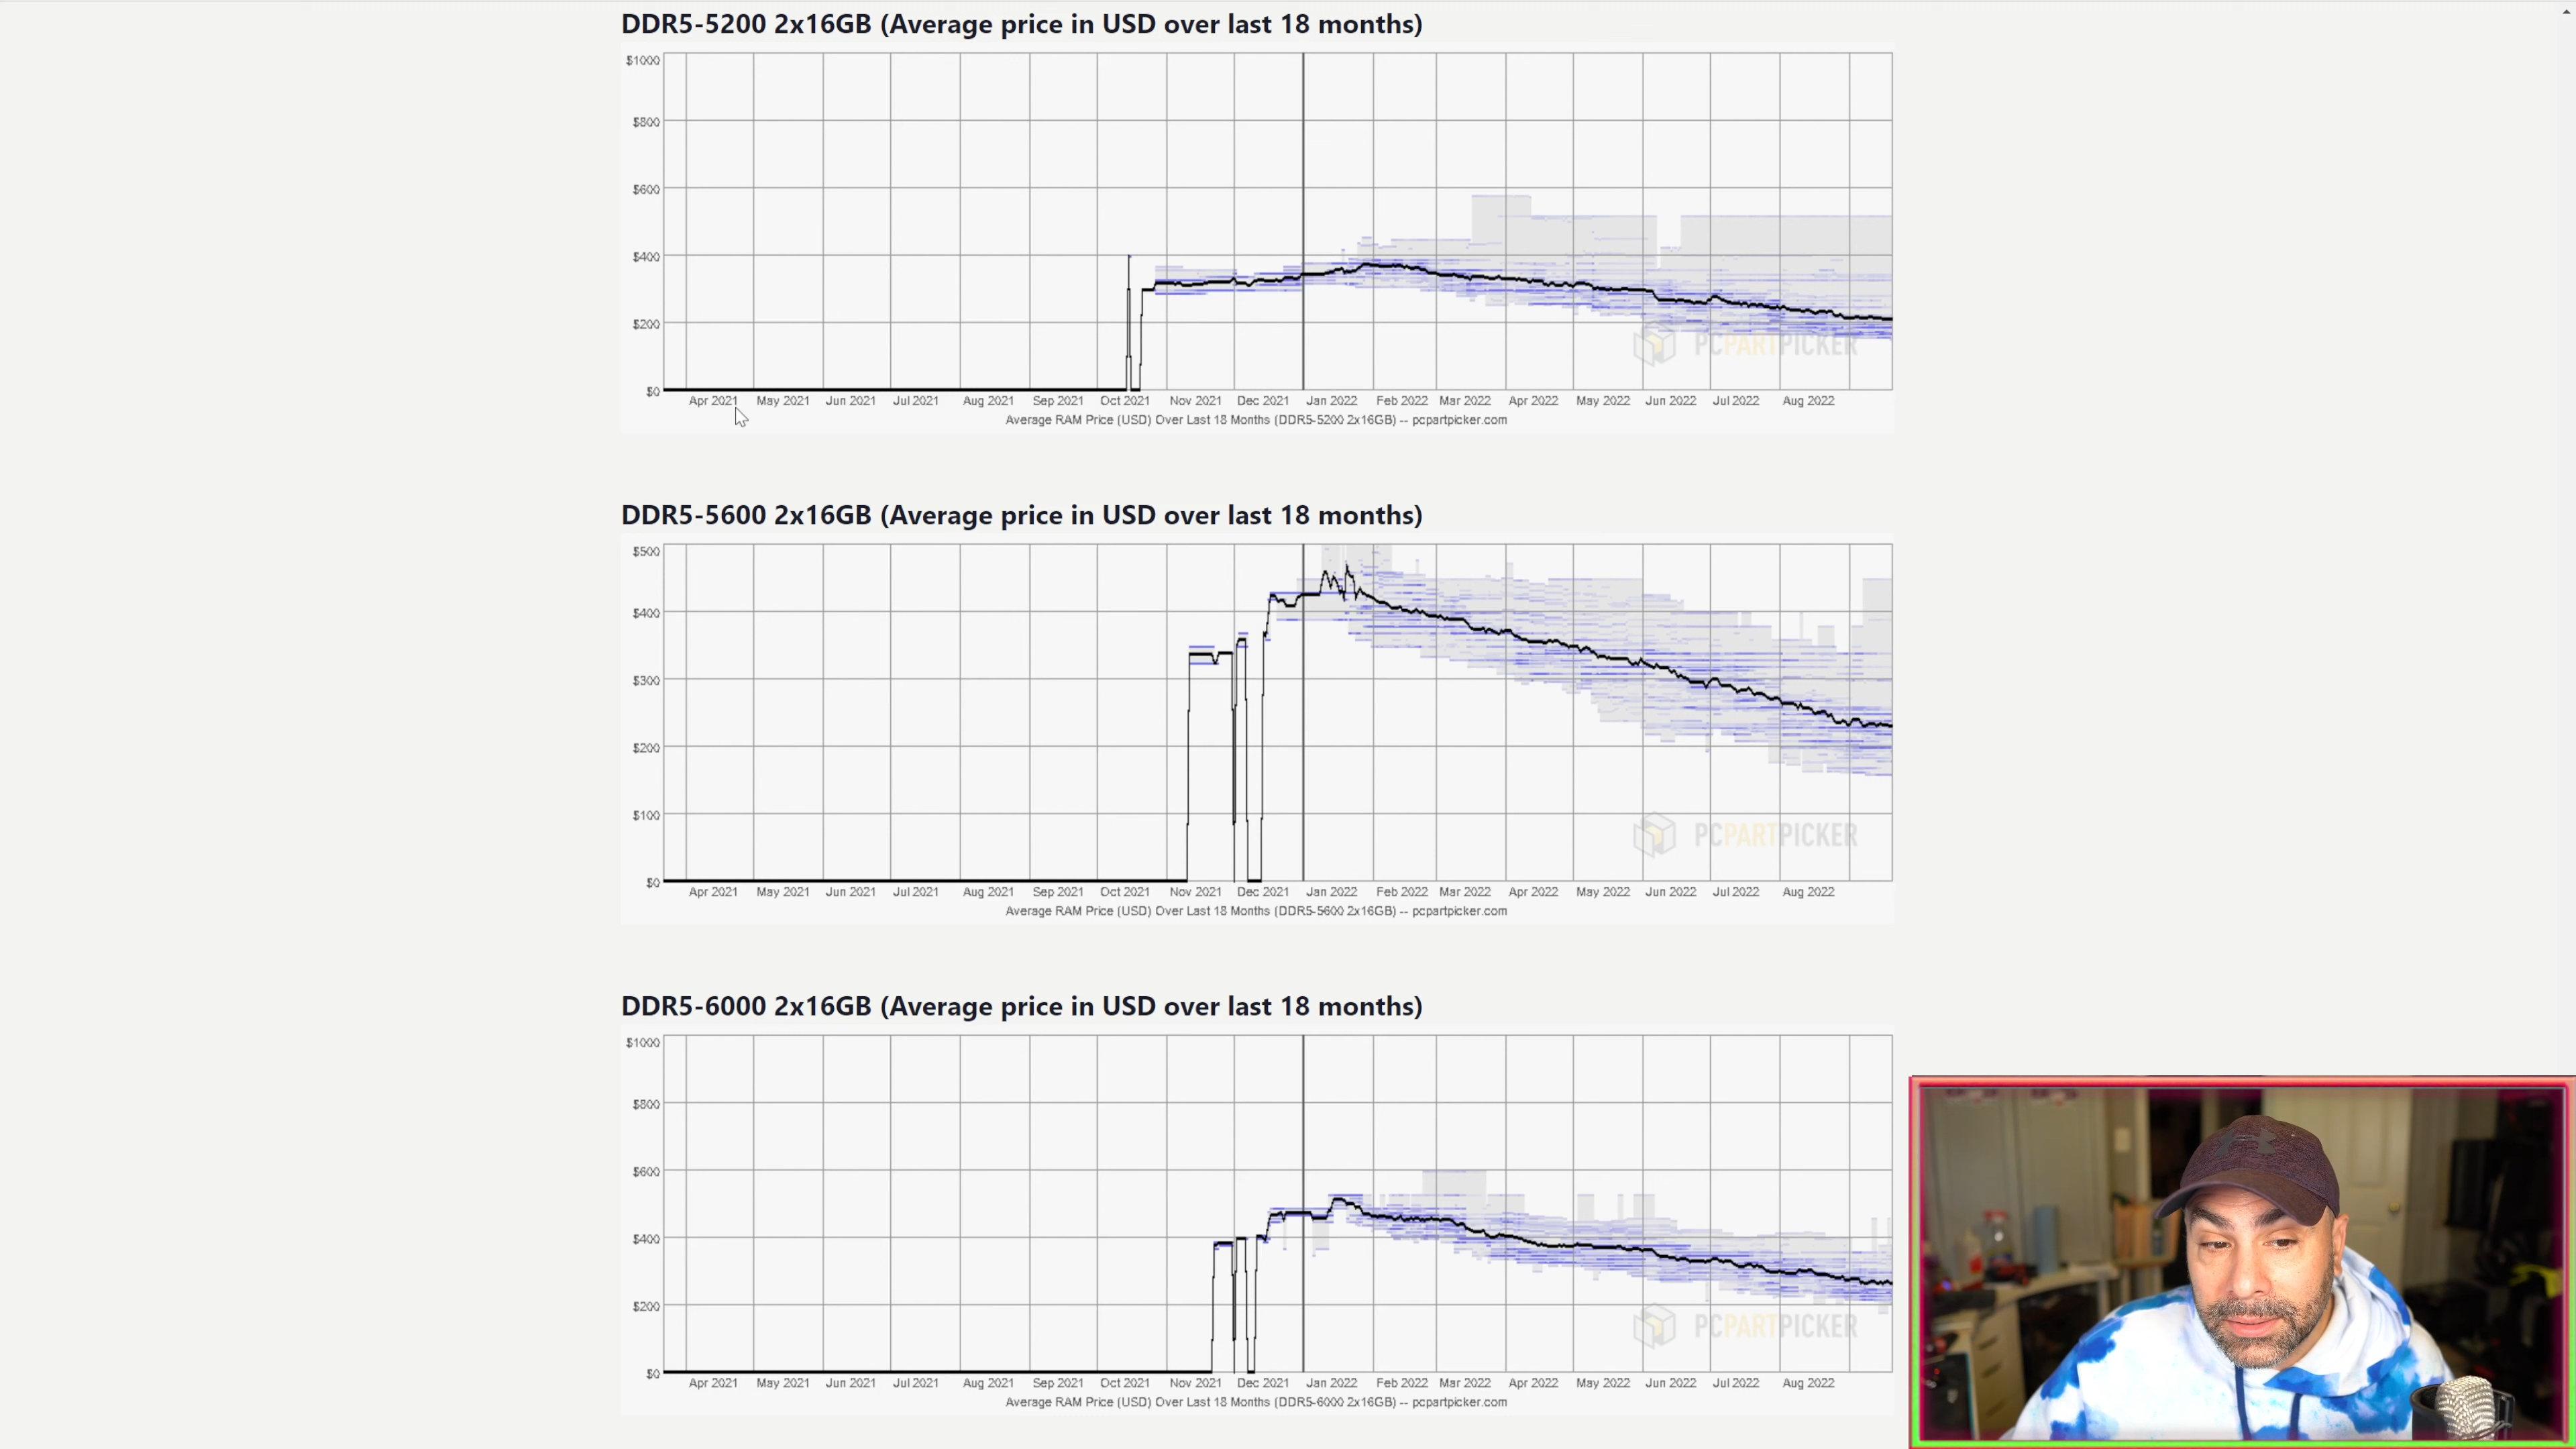 DDR5-5200 2x16GB (Average price in USD over last 18 months)
$1000
$800
$600
$400
$200
$0
Apr 2021 May 2021 Jun 2021 Jul 2021 Aug 2021 Sep 2021 Oct 2021 Nov 2021 Dec 2021 Jan 2022 Feb 2022 Mar 2022 Apr 2022 May 2022 Jun 2022 Jul 2022 Aug 2022
PCPARTPICKER
Average RAM Price (USD) Over Last 18 Months (DDR5-5200 2x16GB) -- pcpartpicker.com
DDR5-5600 2x16GB (Average price in USD over last 18 months)
$500
$400
$300
$200
$100
$0
Apr 2021 May 2021 Jun 2021 Jul 2021 Aug 2021 Sep 2021 Oct 2021 Nov 2021 Dec 2021 Jan 2022 Feb 2022 Mar 2022 Apr 2022 May 2022 Jun 2022 Jul 2022 Aug 2022
PCPARTPICKER
Average RAM Price (USD) Over Last 18 Months (DDR5-5600 2x16GB) -- pcpartpicker.com
DDR5-6000 2x16GB (Average price in USD over last 18 months)
$1000
$800
$600
$400
$200
$0
Apr 2021 May 2021 Jun 2021 Jul 2021 Aug 2021 Sep 2021 Oct 2021 Nov 2021 Dec 2021 Jan 2022 Feb 2022 Mar 2022 Apr 2022 May 2022 Jun 2022 Jul 2022 Aug 2022
PCPARTPICKER
Average RAM Price (USD) Over Last 18 Months (DDR5-6000 2x16GB) -- pcpartpicker.com